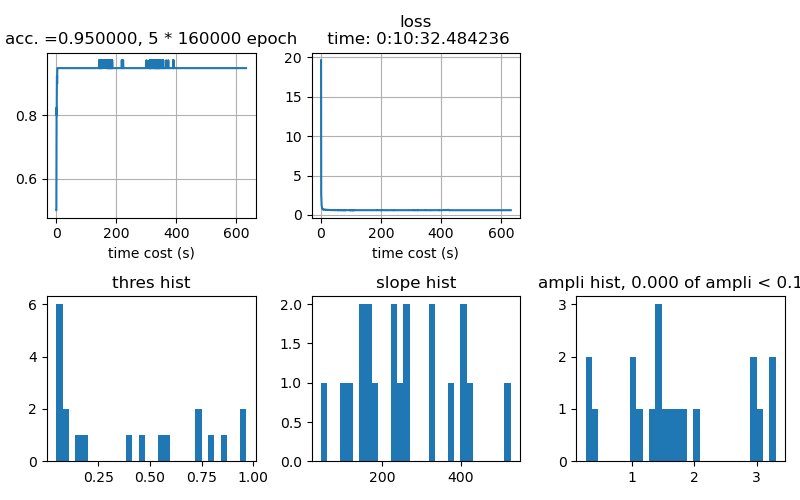 acc. =0.950000, 5 * 160000 epoch
0.8
0.6
0 200 400 600
time cost (s)
loss
time: 0:10:32.484236
20
15
10
5
0
0 200 400 600
time cost (s)
thres hist
6
4
2
0
0.25 0.50 0.75 1.00
slope hist
2.0
1.5
1.0
0.5
0.0
200 400
ampli hist, 0.000 of ampli < 0.1
3
2
1
0
1 2 3